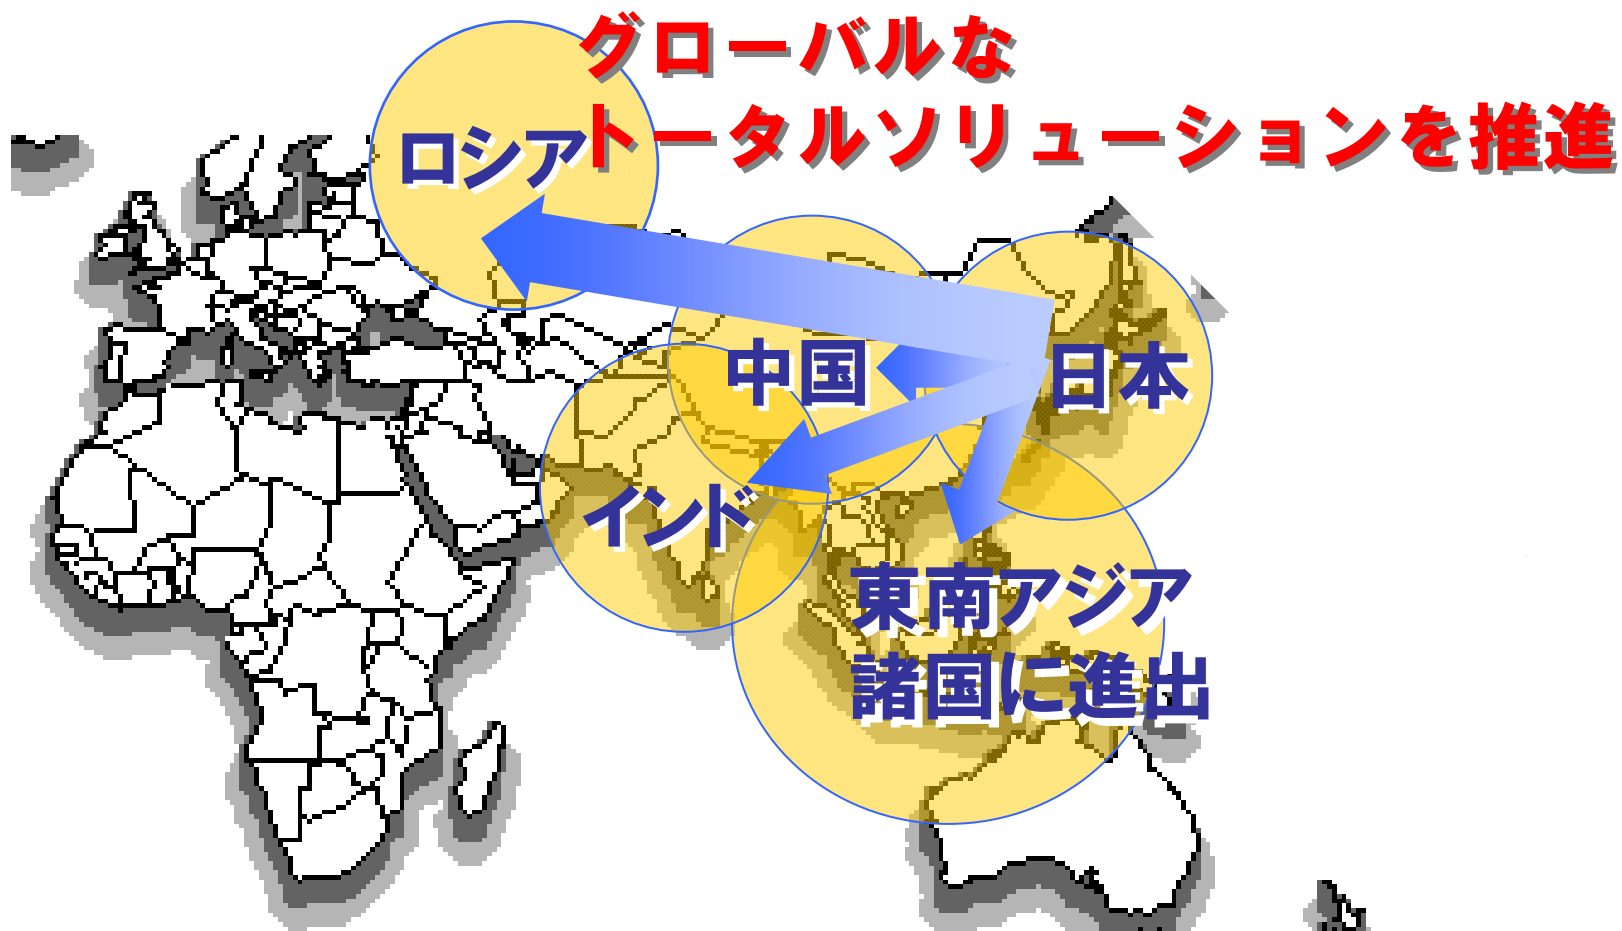 グローバルな
トータルソリューションを推進
ロシア
中国
日本
インド
東南アジア
諸国に進出